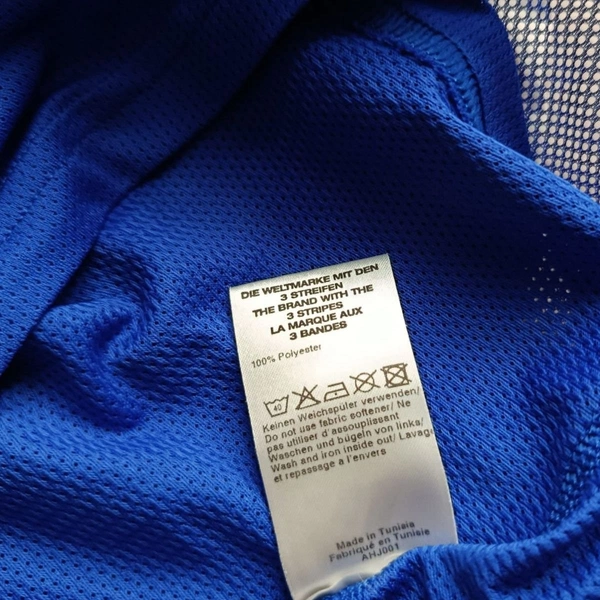 DIE WELTMARKE MIT DEN
3 STREIFEN
THE BRAND WITH THE
3 STRIPES
LA MARQUE AUX
3 BANDES
100% Polyester
40
Keinen Weichspüler verwenden/
Do not use fabric softener/ Ne
pas utiliser d'assouplissant
Waschen und bügeln von links/
Wash and iron inside out/ Lavage
et repassage a l'envers
Made in Tunisia
Fabriqué en Tunisie
AHJ001